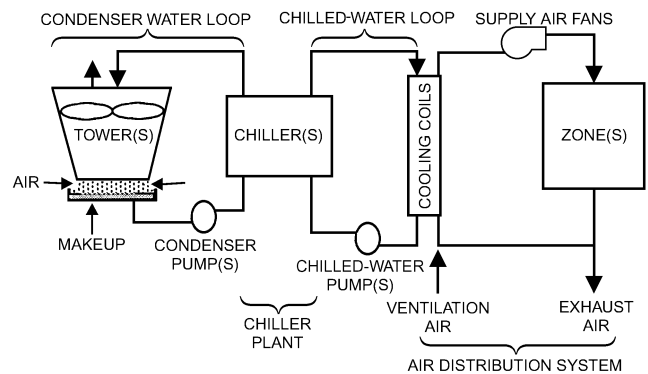 CONDENSER WATER LOOP
CHILLED-WATER LOOP
SUPPLY AIR FANS
TOWER(S)
CHILLER(S)
COOLING COILS
ZONE(S)
AIR
MAKEUP
CONDENSER
PUMP(S)
CHILLED-WATER
PUMP(S)
VENTILATION
AIR
EXHAUST
AIR
CHILLER
PLANT
AIR DISTRIBUTION SYSTEM